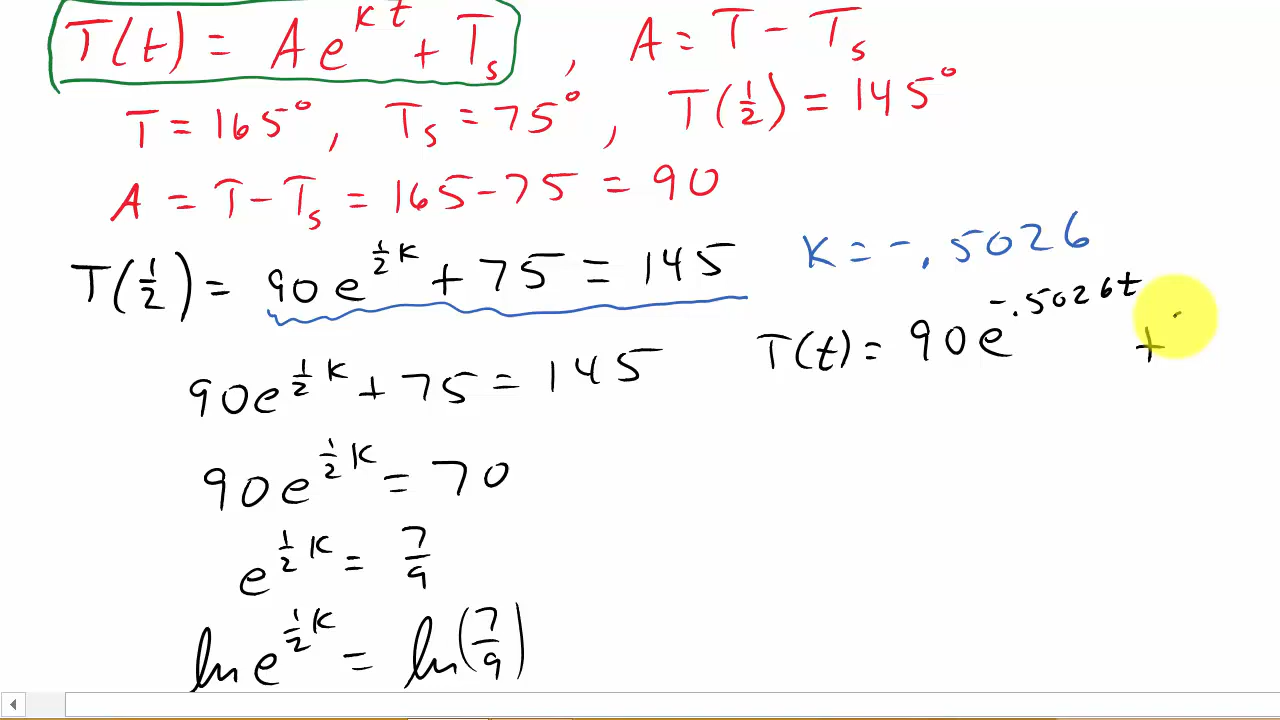 T(t) = Ae^{kt} + T_s , A = T - T_s
T = 165° , T_s = 75° , T(1/2) = 145°
A = T - T_s = 165 - 75 = 90
T(1/2) = 90e^{1/2 k} + 75 = 145
K = -.5026
90e^{1/2 k} + 75 = 145
T(t) = 90e^{-.5026t} +
90e^{1/2 k} = 70
e^{1/2 k} = 7/9
ln e^{1/2 k} = ln(7/9)